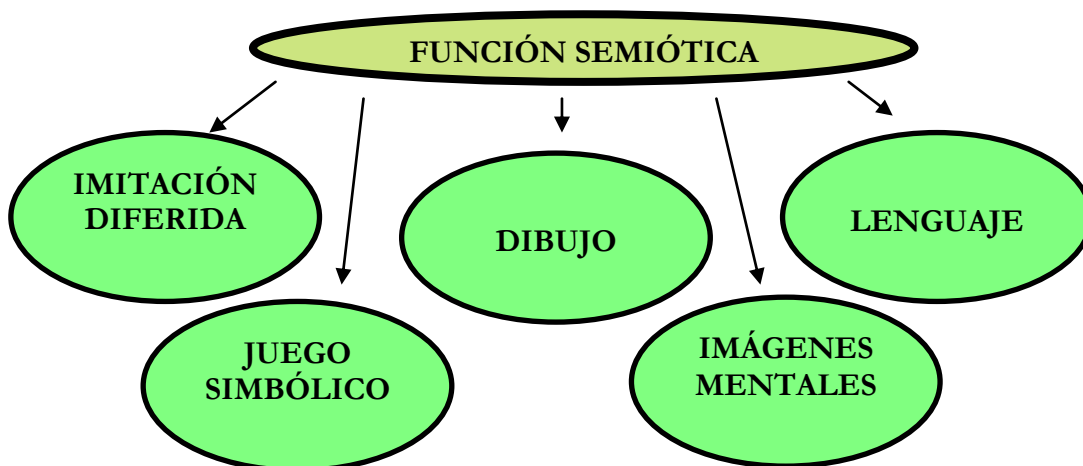 FUNCIÓN SEMIÓTICA
IMITACIÓN
DIFERIDA
JUEGO
SIMBÓLICO
DIBUJO
IMÁGENES
MENTALES
LENGUAJE